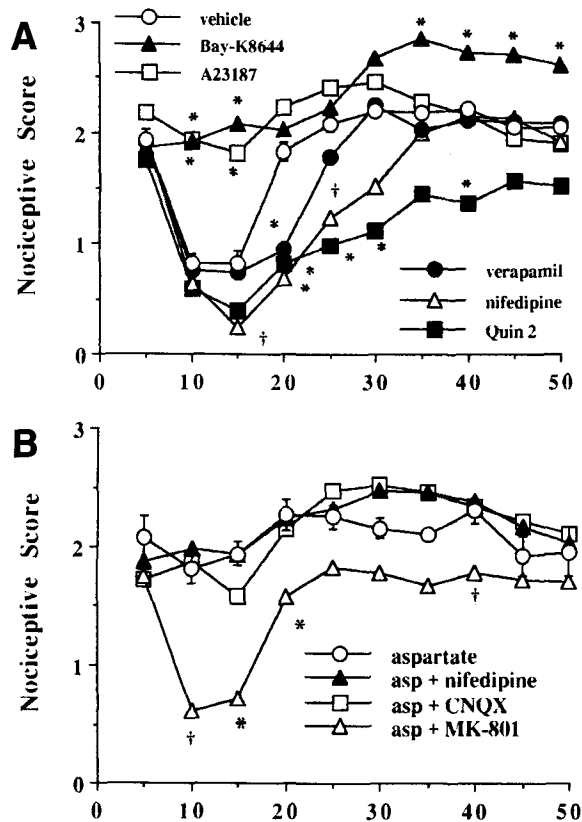 A
vehicle
Bay-K8644
A23187
Nociceptive Score
3
2
1
0
* * * * * * * *
* * * * * * *
† †
verapamil
nifedipine
Quin 2
0 10 20 30 40 50
B
Nociceptive Score
3
2
1
0
* *
† †
aspartate
asp + nifedipine
asp + CNQX
asp + MK-801
0 10 20 30 40 50